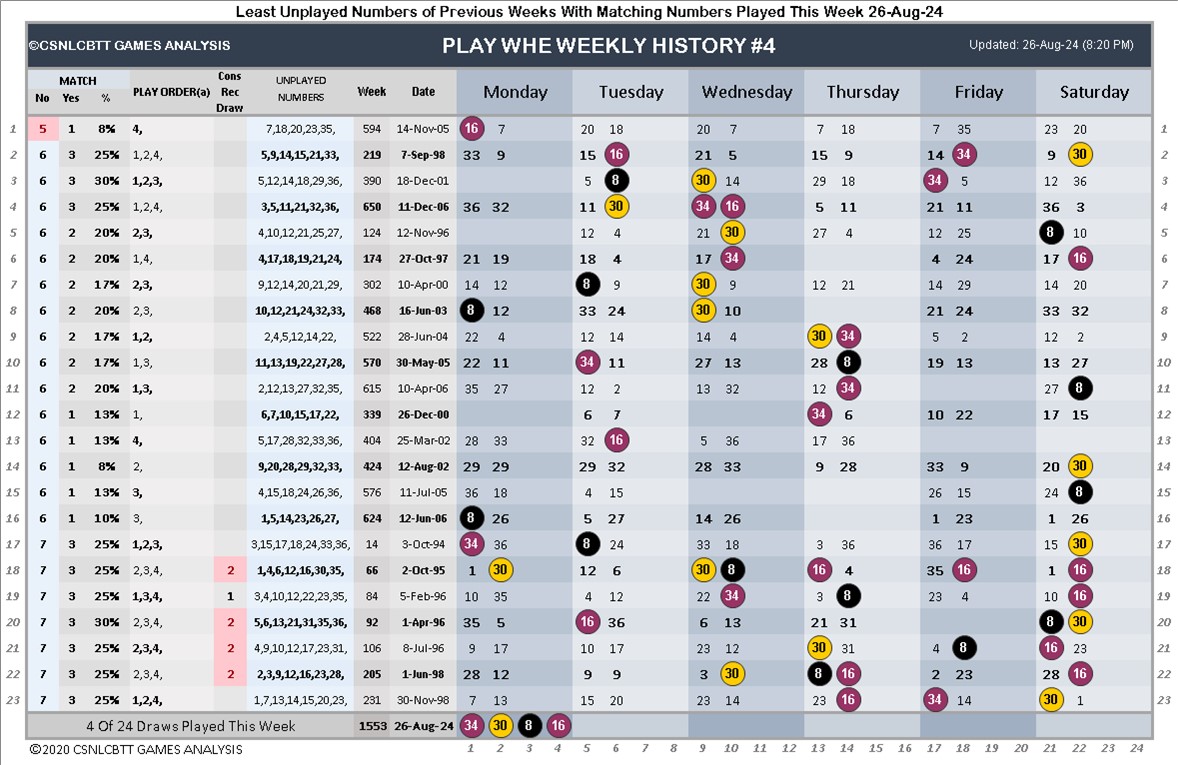 Least Unplayed Numbers of Previous Weeks With Matching Numbers Played This Week 26-Aug-24
©CSNLCBTT GAMES ANALYSIS PLAY WHE WEEKLY HISTORY #4 Updated: 26-Aug-24 (8:20 PM)
MATCH
No Yes % PLAY ORDER(a) Cons Rec Draw UNPLAYED NUMBERS Week Date Monday Tuesday Wednesday Thursday Friday Saturday
1 5 1 8% 4, 7,18,20,23,35, 594 14-Nov-05 16 7 20 18 20 7 7 18 7 35 23 20 1
2 6 3 25% 1,2,4, 5,9,14,15,21,33, 219 7-Sep-98 33 9 15 16 21 5 15 9 14 34 9 30 2
3 6 3 30% 1,2,3, 5,12,14,18,29,36 390 18-Dec-01 5 8 30 14 29 18 34 5 12 36 3
4 6 3 25% 1,2,4, 3,5,11,21,32,36, 650 11-Dec-06 36 32 11 30 34 16 5 11 21 11 36 3 4
5 6 2 20% 2,3, 4,10,12,21,25,27, 124 12-Nov-96 12 4 21 30 27 4 12 25 8 10 5
6 6 2 20% 1,4, 4,17,18,19,21,24, 174 27-Oct-97 21 19 18 4 17 34 4 24 17 16 6
7 6 2 17% 2,3, 9,12,14,20,21,29, 302 10-Apr-00 14 12 8 9 30 9 12 21 14 29 14 20 7
8 6 2 20% 2,3, 10,12,21,24,32,33, 468 16-Jun-03 8 12 33 24 30 10 21 24 33 32 8
9 6 2 17% 1,2, 2,4,5,12,14,22, 522 28-Jun-04 22 4 12 14 14 4 30 34 5 2 12 2 9
10 6 2 17% 1,3, 11,13,19,22,27,28, 570 30-May-05 22 11 34 11 27 13 28 8 19 13 13 27 10
11 6 2 20% 1,3, 2,12,13,27,32,35, 615 10-Apr-06 35 27 12 2 13 32 12 34 27 8 11
12 6 1 13% 1, 6,7,10,15,17,22, 339 26-Dec-00 6 7 34 6 10 22 17 15 12
13 6 1 13% 4, 5,17,28,32,33,36, 404 25-Mar-02 28 33 32 16 5 36 17 36 13
14 6 1 8% 2, 9,20,28,29,32,33, 424 12-Aug-02 29 29 29 32 28 33 9 28 33 9 20 30 14
15 6 1 13% 3, 4,15,18,24,26,36, 576 11-Jul-05 36 18 4 15 26 15 24 8 15
16 6 1 10% 3, 1,5,14,23,26,27, 624 12-Jun-06 8 26 5 27 14 26 1 23 1 26 16
17 7 3 25% 1,2,3, 3,15,17,18,24,33,36, 14 3-Oct-94 34 36 8 24 33 18 3 36 36 17 15 30 17
18 7 3 25% 2,3,4, 2 1,4,6,12,16,30,35, 66 2-Oct-95 1 30 12 6 30 8 16 4 35 16 1 16 18
19 7 3 25% 1,3,4, 1 3,4,10,12,22,23,35, 84 5-Feb-96 10 35 4 12 22 34 3 8 23 4 10 16 19
20 7 3 30% 2,3,4, 2 5,6,13,21,31,35,36, 92 1-Apr-96 35 5 16 36 6 13 21 31 8 30 20
21 7 3 25% 2,3,4, 2 4,9,10,12,17,23,31, 106 8-Jul-96 9 17 10 17 23 12 30 31 4 8 16 23 21
22 7 3 25% 2,3,4, 2 2,3,9,12,16,23,28, 205 1-Jun-98 28 12 9 9 3 30 8 16 2 23 28 16 22
23 7 3 25% 1,2,4, 1,7,13,14,15,20,23, 231 30-Nov-98 7 13 15 20 23 14 23 16 34 14 30 1 23
4 Of 24 Draws Played This Week 1553 26-Aug-24 34 30 8 16
©2020 CSNLCBTT GAMES ANALYSIS 1 2 3 4 5 6 7 8 9 10 11 12 13 14 15 16 17 18 19 20 21 22 23 24